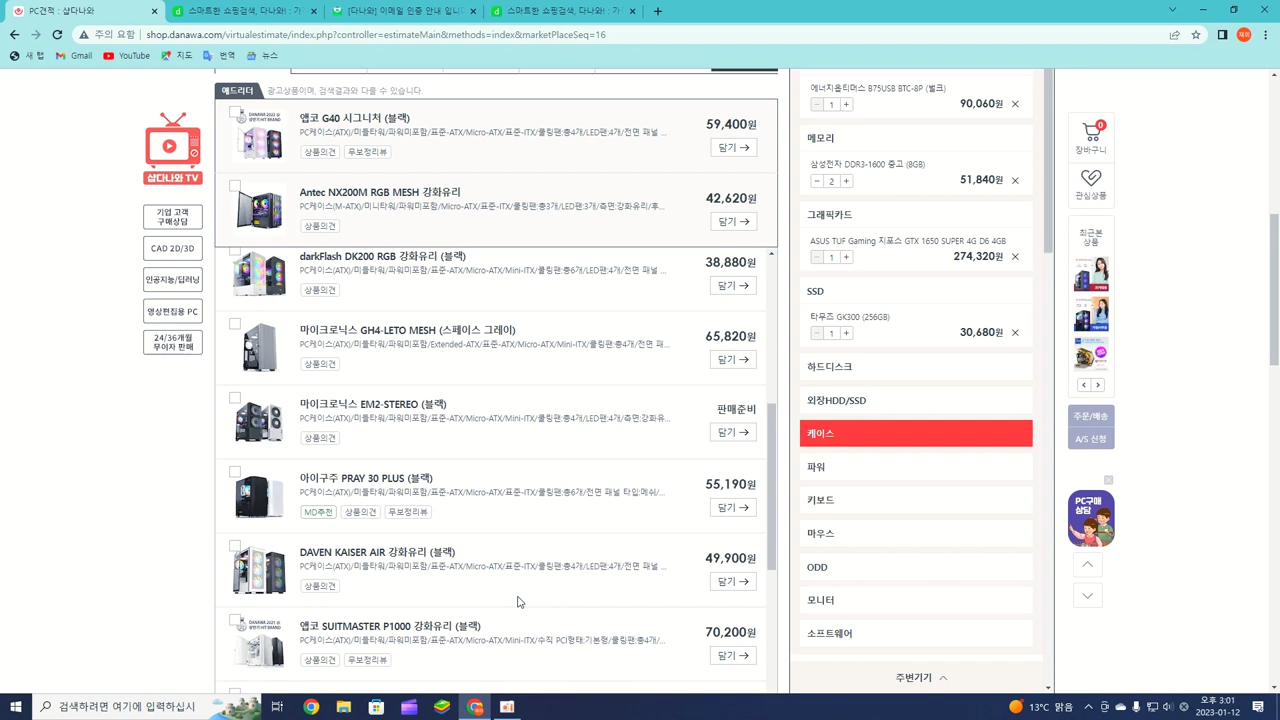 PC견적 : 샵다나와
스마트한 쇼핑검색, 다나와! : 가
[다나와] 이메일 인증 안내 입니다
스마트한 쇼핑검색, 다나와! : 가
주의 요함
shop.danawa.com/virtualestimate/index.php?controller=estimateMain&methods=index&marketPlaceSeq=16
새 탭
Gmail
YouTube
지도
번역
뉴스
샵다나와 TV
기업 고객
구매상담
CAD 2D/3D
인공지능/딥러닝
영상편집용 PC
24/36개월
무이자 판매
애드리더
광고상품이며, 검색결과와 다를 수 있습니다.
앱코 G40 시그니처 (블랙)
PC케이스(ATX)/미들타워/파워미포함/표준-ATX/Micro-ATX/표준-ITX/쿨링팬:총4개/LED팬:4개/전면 패널 ...
상품의견
무보정리뷰
59,400원
담기 →
Antec NX200M RGB MESH 강화유리
PC케이스(M-ATX)/미니타워/파워미포함/Micro-ATX/표준-ITX/쿨링팬:총3개/LED팬:3개/측면:강화유리/후...
상품의견
42,620원
담기 →
darkFlash DK200 RGB 강화유리 (블랙)
PC케이스(ATX)/미들타워/파워미포함/표준-ATX/Micro-ATX/Mini-ITX/쿨링팬:총6개/LED팬:4개/전면 패널 ...
상품의견
38,880원
담기 →
마이크로닉스 GH4-LETO MESH (스페이스 그레이)
PC케이스(ATX)/미들타워/파워미포함/Extended-ATX/표준-ATX/Micro-ATX/Mini-ITX/쿨링팬:총4개/전면 패...
상품의견
65,820원
담기 →
마이크로닉스 EM2-STEREO (블랙)
PC케이스(ATX)/미들타워/파워미포함/표준-ATX/Micro-ATX/Mini-ITX/쿨링팬:총4개/LED팬:4개/측면:강화유...
상품의견
판매준비
담기 →
아이구주 PRAY 30 PLUS (블랙)
PC케이스(ATX)/미들타워/파워미포함/표준-ATX/Micro-ATX/표준-ITX/쿨링팬:총6개/전면 패널 타입:메쉬/...
MD추천
상품의견
무보정리뷰
55,190원
담기 →
DAVEN KAISER AIR 강화유리 (블랙)
PC케이스(ATX)/미들타워/파워미포함/표준-ATX/Micro-ATX/표준-ITX/쿨링팬:총4개/LED팬:4개/전면 패널 ...
상품의견
49,900원
담기 →
앱코 SUITMASTER P1000 강화유리 (블랙)
PC케이스(ATX)/미들타워/파워미포함/표준-ATX/Micro-ATX/Mini-ITX/수직 PCI형태:기본형/쿨링팬:총4개/...
상품의견
무보정리뷰
70,200원
담기 →
에너지옵티머스 B75USB BTC-8P (벌크)
1
90,060원
메모리
삼성전자 DDR3-1600 중고 (8GB)
2
51,840원
그래픽카드
ASUS TUF Gaming 지포스 GTX 1650 SUPER 4G D6 4GB
1
274,320원
SSD
타무즈 GK300 (256GB)
1
30,680원
하드디스크
외장HDD/SSD
케이스
파워
키보드
마우스
ODD
모니터
소프트웨어
주변기기
0
장바구니
관심상품
최근본
상품
주문/배송
A/S 신청
PC구매
상담
검색하려면 여기에 입력하십시
13°C 맑음
오후 3:01
2023-01-12